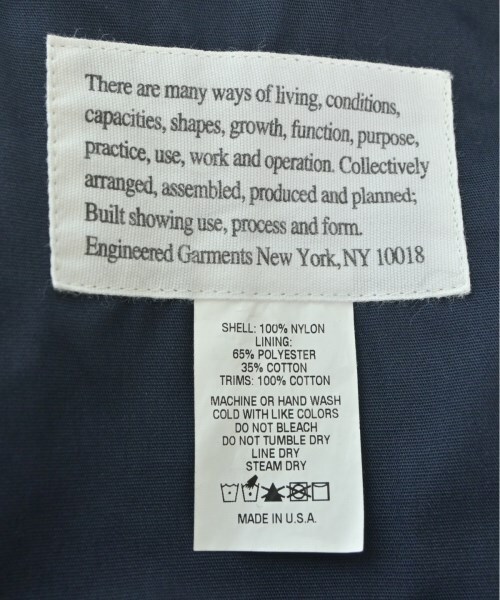 There are many ways of living, conditions,
capacities, shapes, growth, function, purpose,
practice, use, work and operation. Collectively
arranged, assembled, produced and planned;
Built showing use, process and form.
Engineered Garments New York, NY 10018
SHELL: 100% NYLON
LINING:
65% POLYESTER
35% COTTON
TRIMS: 100% COTTON
MACHINE OR HAND WASH
COLD WITH LIKE COLORS
DO NOT BLEACH
DO NOT TUMBLE DRY
LINE DRY
STEAM DRY
MADE IN U.S.A.